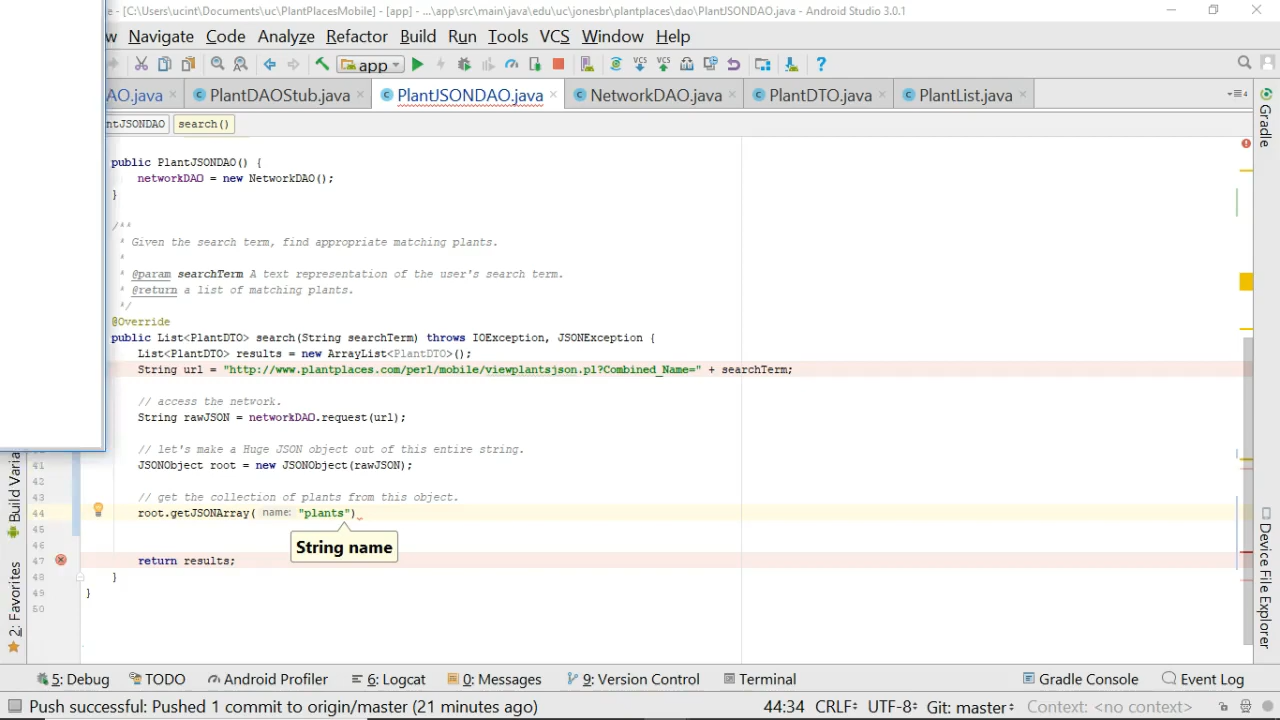 e - [C:\Users\ucint\Documents\uc\PlantPlacesMobile] - [app] - ...\app\src\main\java\edu\uc\jonesbr\plantplaces\dao\PlantJSONDAO.java - Android Studio 3.0.1
w Navigate Code Analyze Refactor Build Run Tools VCS Window Help
app VCS VCS ?
AO.java PlantDAOStub.java PlantJSONDAO.java NetworkDAO.java PlantDTO.java PlantList.java
ntJSONDAO search()
Gradle
public PlantJSONDAO() {
networkDAO = new NetworkDAO();
}
/**
* Given the search term, find appropriate matching plants.
*
* @param searchTerm A text representation of the user's search term.
* @return a list of matching plants.
*/
@Override
public List<PlantDTO> search(String searchTerm) throws IOException, JSONException {
List<PlantDTO> results = new ArrayList<PlantDTO>();
String url = "http://www.plantplaces.com/perl/mobile/viewplantsjson.pl?Combined_Name=" + searchTerm;
// access the network.
String rawJSON = networkDAO.request(url);
// let's make a Huge JSON object out of this entire string.
41 JSONObject root = new JSONObject(rawJSON);
42
43 // get the collection of plants from this object.
44 root.getJSONArray( name: "plants")
45
String name
46
47 return results;
48 }
49 }
50
Build Varia
2: Favorites
Device File Explorer
5: Debug TODO Android Profiler 6: Logcat 0: Messages 9: Version Control Terminal Gradle Console Event Log
Push successful: Pushed 1 commit to origin/master (21 minutes ago) 44:34 CRLF UTF-8 Git: master Context: <no context>